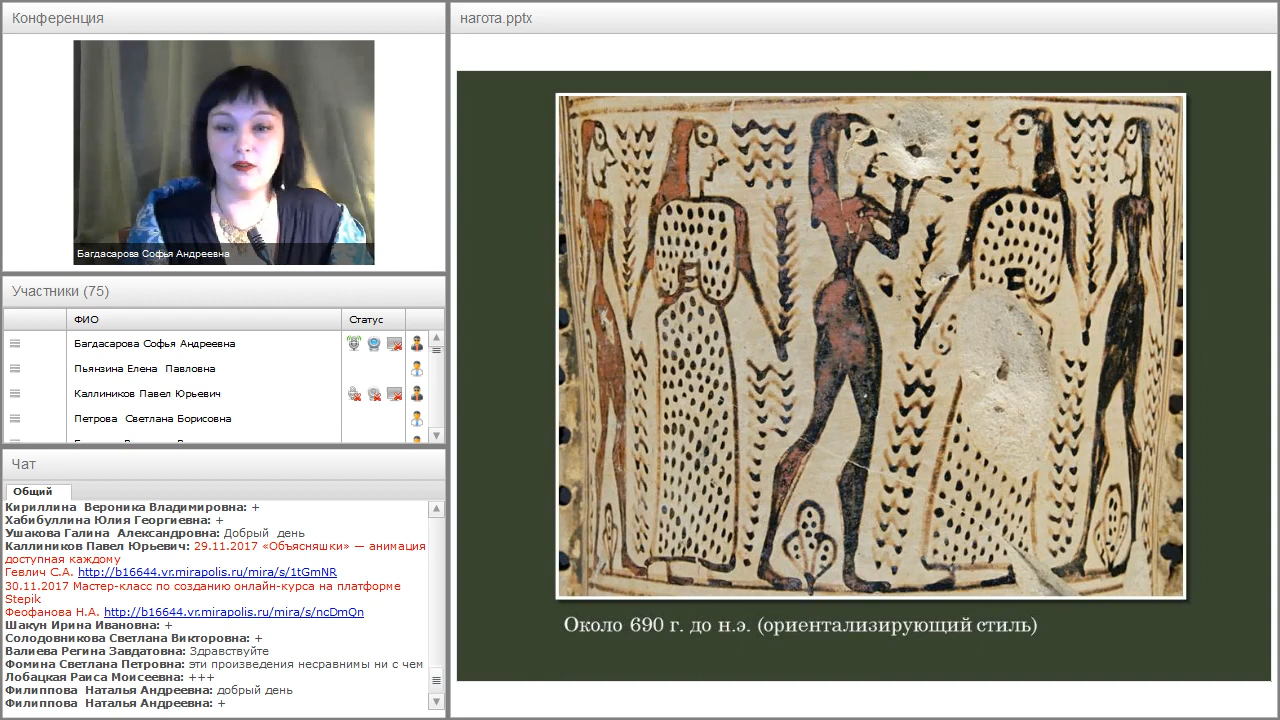 Конференция
Багдасарова Софья Андреевна
Участники (75)
ФИО
Статус
Багдасарова Софья Андреевна
Пьянзина Елена Павловна
Каллиников Павел Юрьевич
Петрова Светлана Борисовна
Чат
Общий
Кириллина Вероника Владимировна: +
Хабибуллина Юлия Георгиевна: +
Ушакова Галина Александровна: Добрый день
Каллиников Павел Юрьевич: 29.11.2017 «Объясняшки» — анимация
доступная каждому
Гевлич С.А. http://b16644.vr.mirapolis.ru/mira/s/1tGmNR
30.11.2017 Мастер-класс по созданию онлайн-курса на платформе
Stepik
Феофанова Н.А. http://b16644.vr.mirapolis.ru/mira/s/ncDmQn
Шакун Ирина Ивановна: +
Солодовникова Светлана Викторовна: +
Валиева Регина Завдатовна: Здравствуйте
Фомина Светлана Петровна: эти произведения несравнимы ни с чем
Лобацкая Раиса Моисеевна: +++
Филиппова Наталья Андреевна: добрый день
Филиппова Наталья Андреевна: +
нагота.pptx
Около 690 г. до н.э. (ориентализирующий стиль)